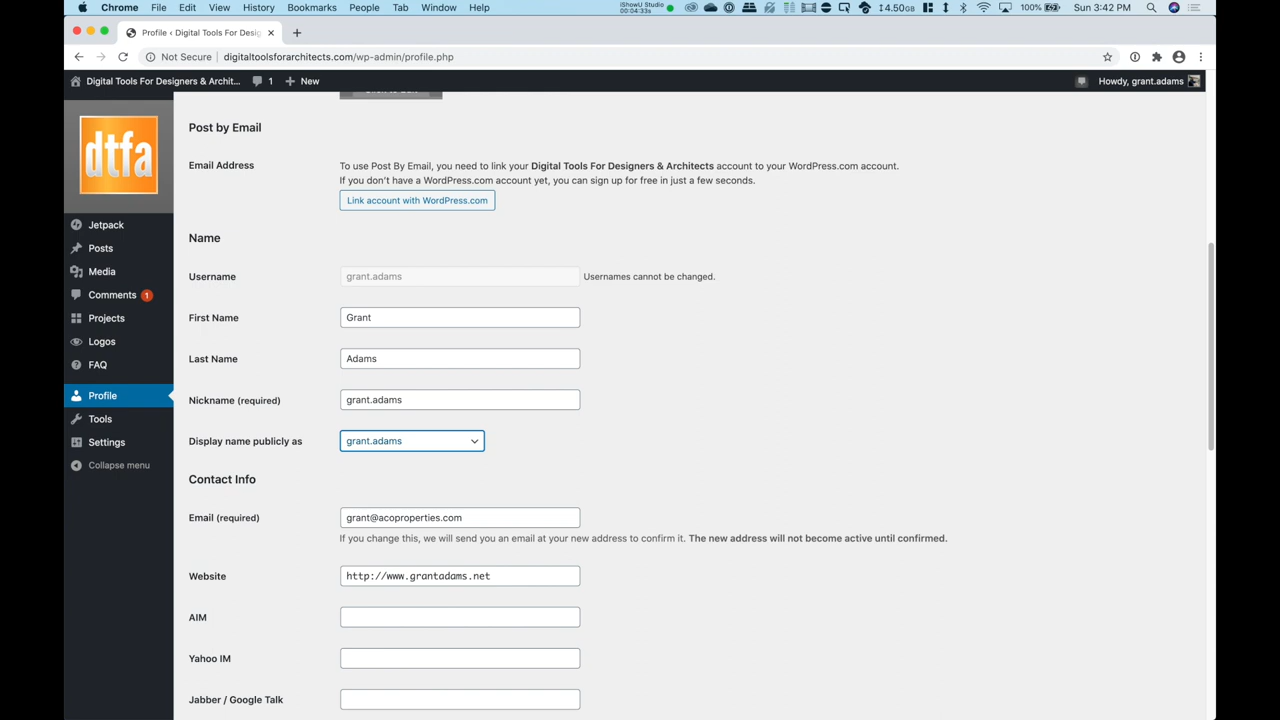 Chrome File Edit View History Bookmarks People Tab Window Help iShowU Studio 00:04:33s 4.50GB 100% Sun 3:42 PM
Profile ‹ Digital Tools For Desig
Not Secure digitaltoolsforarchitects.com/wp-admin/profile.php
Digital Tools For Designers & Archit... 1 New Howdy, grant.adams
dtfa
Jetpack
Posts
Media
Comments 1
Projects
Logos
FAQ
Profile
Tools
Settings
Collapse menu
Post by Email
Email Address To use Post By Email, you need to link your Digital Tools For Designers & Architects account to your WordPress.com account.
If you don't have a WordPress.com account yet, you can sign up for free in just a few seconds.
Link account with WordPress.com
Name
Username grant.adams Usernames cannot be changed.
First Name Grant
Last Name Adams
Nickname (required) grant.adams
Display name publicly as grant.adams
Contact Info
Email (required) grant@acoproperties.com
If you change this, we will send you an email at your new address to confirm it. The new address will not become active until confirmed.
Website http://www.grantadams.net
AIM
Yahoo IM
Jabber / Google Talk